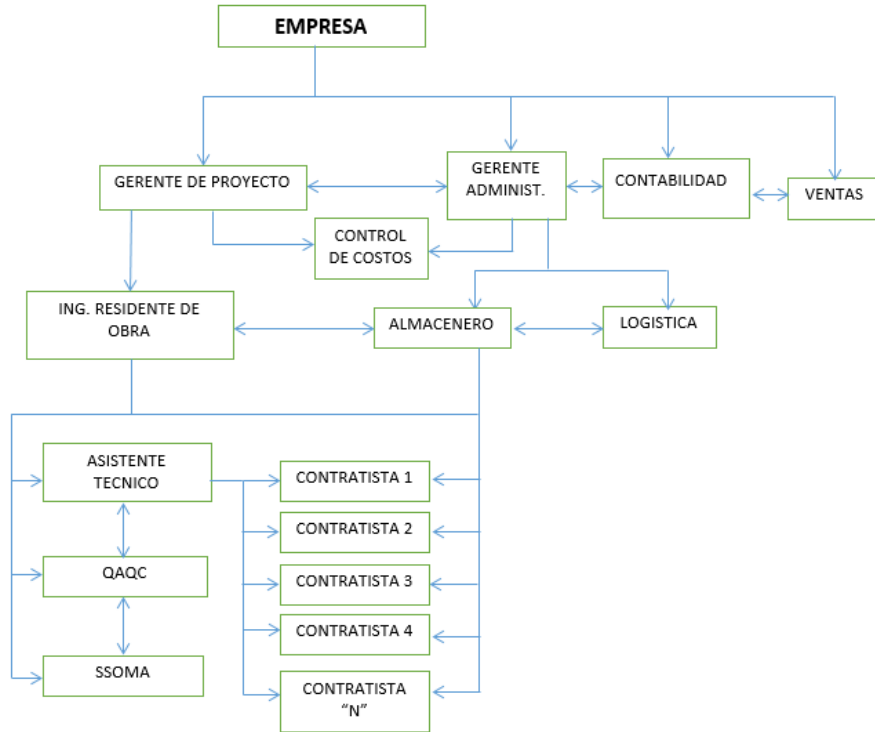 EMPRESA
GERENTE DE PROYECTO
GERENTE
ADMINIST.
CONTABILIDAD
VENTAS
CONTROL
DE COSTOS
ING. RESIDENTE DE
OBRA
ALMACENERO
LOGISTICA
ASISTENTE
TECNICO
QAQC
SSOMA
CONTRATISTA 1
CONTRATISTA 2
CONTRATISTA 3
CONTRATISTA 4
CONTRATISTA
“N”